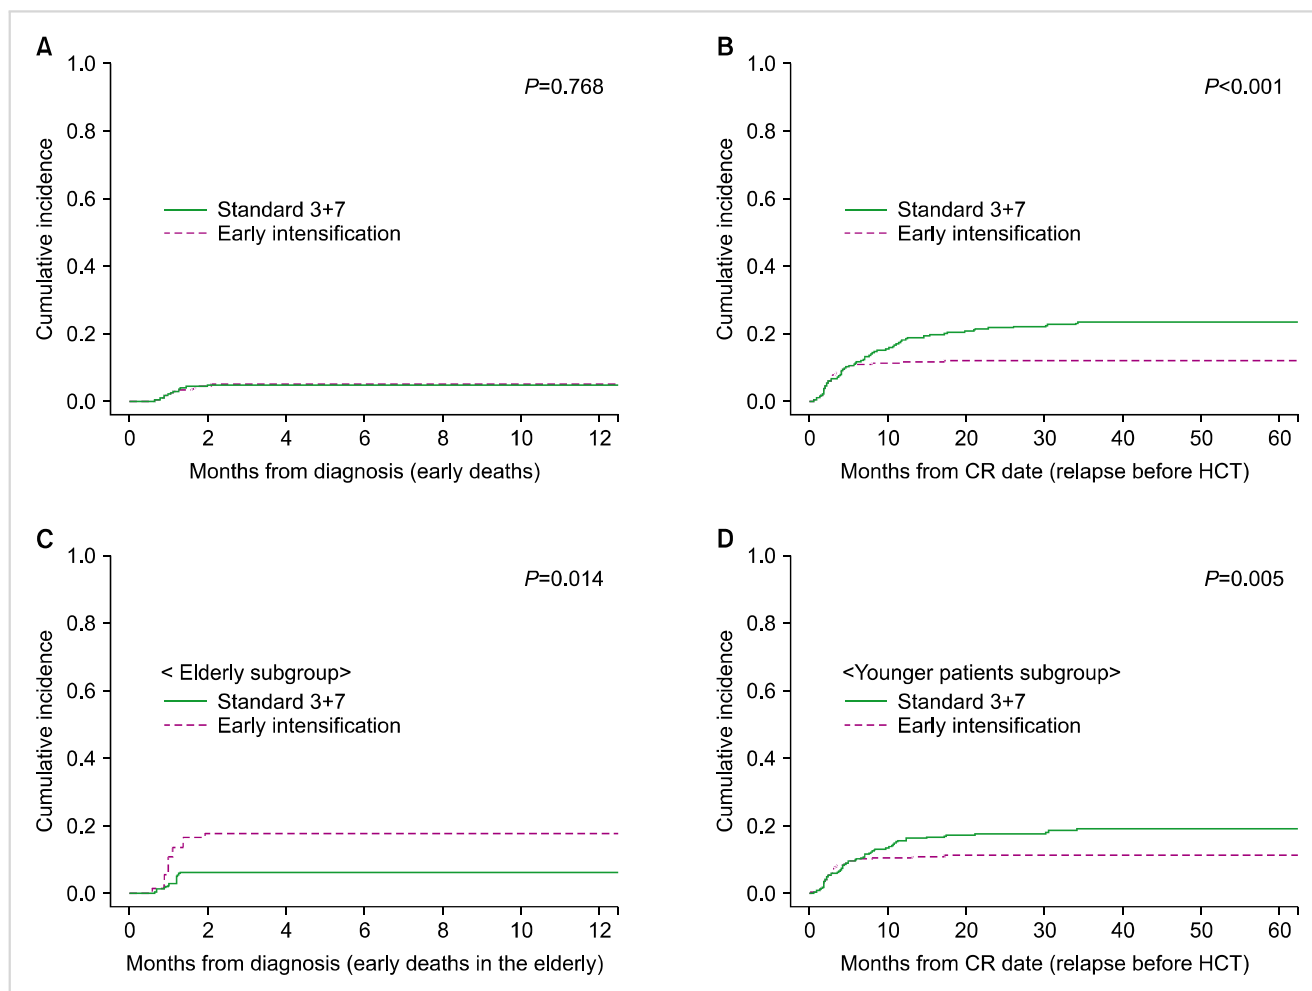 A
1.0
0.8
0.6
0.4
0.2
0.0
Cumulative incidence
P=0.768
Standard 3+7
Early intensification
0 2 4 6 8 10 12
Months from diagnosis (early deaths)
B
1.0
0.8
0.6
0.4
0.2
0.0
Cumulative incidence
P<0.001
Standard 3+7
Early intensification
0 10 20 30 40 50 60
Months from CR date (relapse before HCT)
C
1.0
0.8
0.6
0.4
0.2
0.0
Cumulative incidence
P=0.014
< Elderly subgroup>
Standard 3+7
Early intensification
0 2 4 6 8 10 12
Months from diagnosis (early deaths in the elderly)
D
1.0
0.8
0.6
0.4
0.2
0.0
Cumulative incidence
P=0.005
<Younger patients subgroup>
Standard 3+7
Early intensification
0 10 20 30 40 50 60
Months from CR date (relapse before HCT)